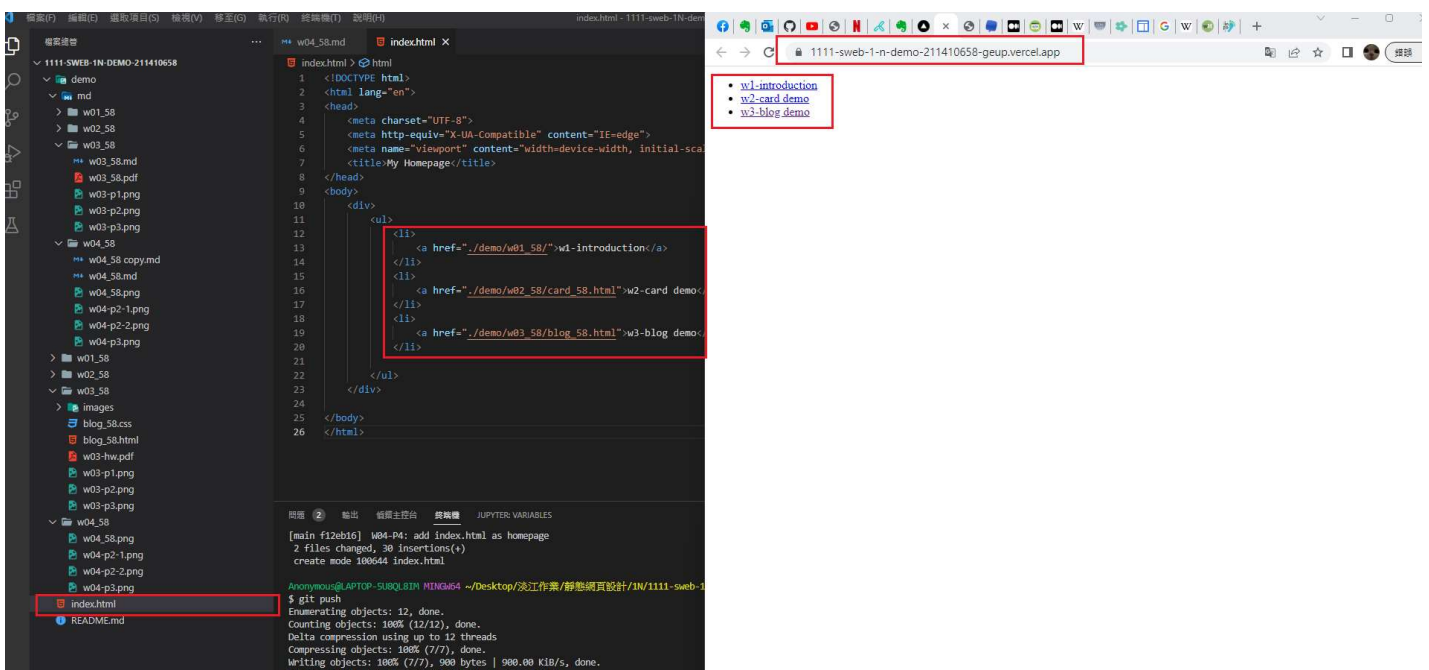 檔案(F) 編輯(E) 選取項目(S) 檢視(V) 移至(G) 執行(R) 終端機(T) 說明(H)
index.html - 1111-sweb-1N-dem
檔案總管
1111-SWEB-1N-DEMO-211410658
demo
md
w01_58
w02_58
w03_58
w03_58.md
w03_58.pdf
w03-p1.png
w03-p2.png
w03-p3.png
w04_58
w04_58 copy.md
w04_58.md
w04_58.png
w04-p2-1.png
w04-p2-2.png
w04-p3.png
w01_58
w02_58
w03_58
images
blog_58.css
blog_58.html
w03-hw.pdf
w03-p1.png
w03-p2.png
w03-p3.png
w04_58
w04_58.png
w04-p2-1.png
w04-p2-2.png
w04-p3.png
index.html
README.md
w04_58.md
index.html
index.html > html
1 <!DOCTYPE html>
2 <html lang="en">
3 <head>
4 <meta charset="UTF-8">
5 <meta http-equiv="X-UA-Compatible" content="IE=edge">
6 <meta name="viewport" content="width=device-width, initial-sca
7 <title>My Homepage</title>
8 </head>
9 <body>
10 <div>
11 <ul>
12 <li>
13 <a href="./demo/w01_58/">w1-introduction</a>
14 </li>
15 <li>
16 <a href="./demo/w02_58/card_58.html">w2-card demo</
17 </li>
18 <li>
19 <a href="./demo/w03_58/blog_58.html">w3-blog demo</
20 </li>
21
22 </ul>
23 </div>
24
25 </body>
26 </html>
問題 2 輸出 偵錯主控台 終端機 JUPYTER: VARIABLES
[main f12eb16] W04-P4: add index.html as homepage
2 files changed, 30 insertions(+)
create mode 100644 index.html
Anonymous@LAPTOP-5U8QL8IM MINGW64 ~/Desktop/淡江作業/靜態網頁設計/1N/1111-sweb-1
$ git push
Enumerating objects: 12, done.
Counting objects: 100% (12/12), done.
Delta compression using up to 12 threads
Compressing objects: 100% (7/7), done.
Writing objects: 100% (7/7), 900 bytes | 900.00 KiB/s, done.
1111-sweb-1-n-demo-211410658-geup.vercel.app
w1-introduction
w2-card demo
w3-blog demo